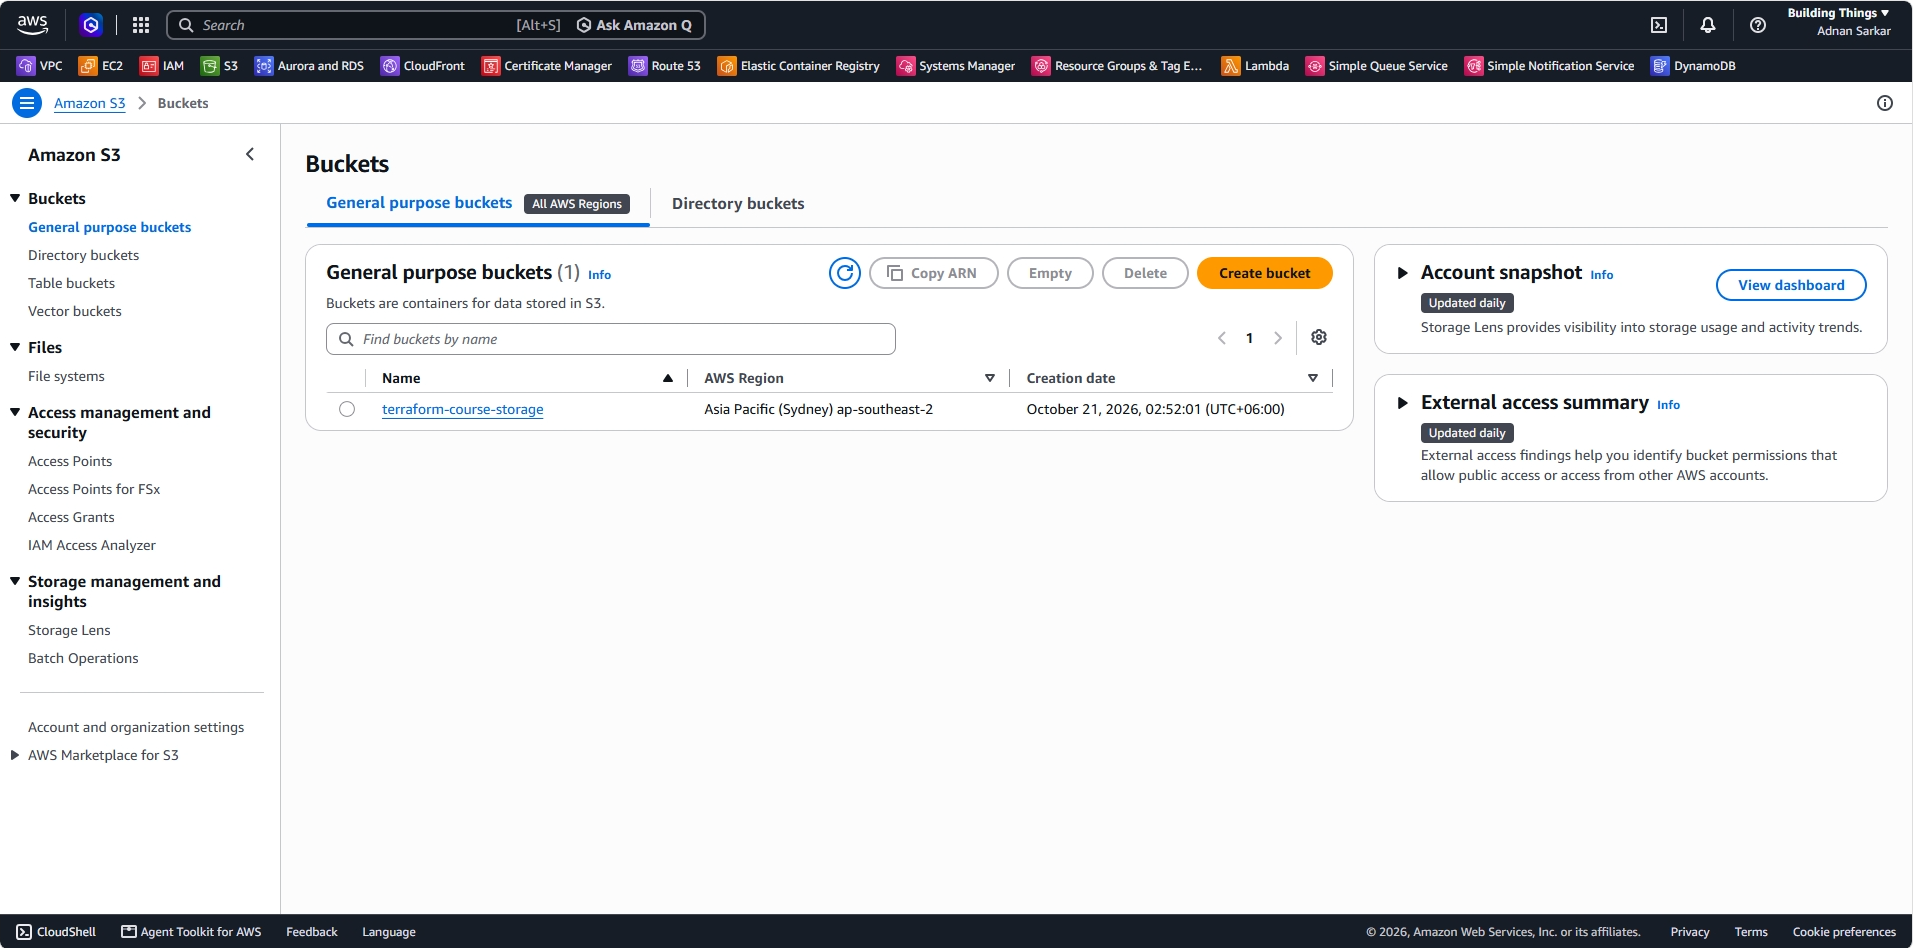 aws
Search [Alt+S] Ask Amazon Q
Building Things ▼
Adnan Sarkar
VPC EC2 IAM S3 Aurora and RDS CloudFront Certificate Manager Route 53 Elastic Container Registry Systems Manager Resource Groups & Tag E... Lambda Simple Queue Service Simple Notification Service DynamoDB
Amazon S3 > Buckets
Amazon S3
Buckets
General purpose buckets
Directory buckets
Table buckets
Vector buckets
Files
File systems
Access management and
security
Access Points
Access Points for FSx
Access Grants
IAM Access Analyzer
Storage management and
insights
Storage Lens
Batch Operations
Account and organization settings
AWS Marketplace for S3
Buckets
General purpose buckets All AWS Regions Directory buckets
General purpose buckets (1) Info
Copy ARN Empty Delete Create bucket
Buckets are containers for data stored in S3.
Find buckets by name
1
Name AWS Region Creation date
terraform-course-storage Asia Pacific (Sydney) ap-southeast-2 October 21, 2026, 02:52:01 (UTC+06:00)
Account snapshot Info
View dashboard
Updated daily
Storage Lens provides visibility into storage usage and activity trends.
External access summary Info
Updated daily
External access findings help you identify bucket permissions that
allow public access or access from other AWS accounts.
CloudShell Agent Toolkit for AWS Feedback Language
© 2026, Amazon Web Services, Inc. or its affiliates. Privacy Terms Cookie preferences